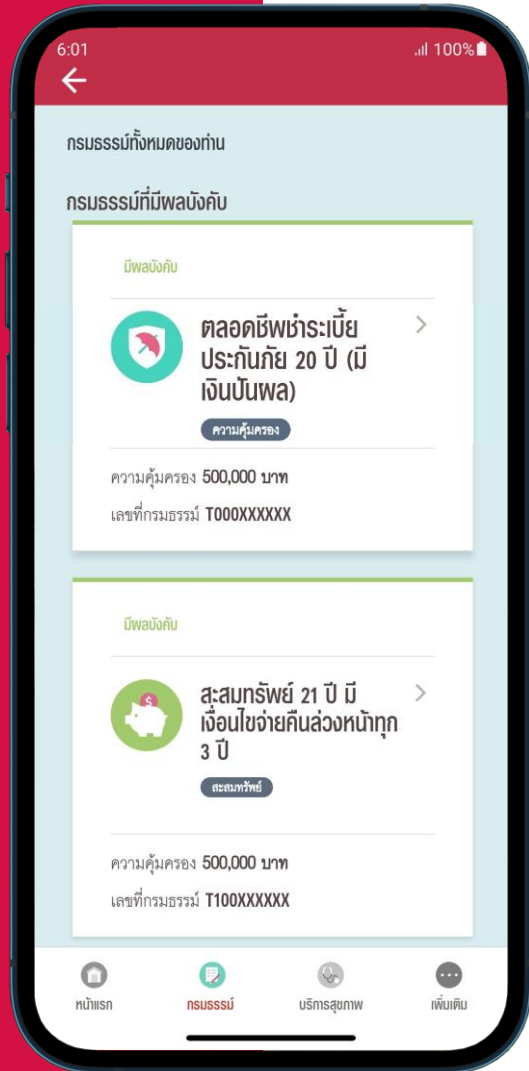 6:01
100%
กรมธรรม์ทั้งหมดของท่าน
กรมธรรม์ที่มีผลบังคับ
มีผลบังคับ
ตลอดชีพชำระเบี้ย
ประกันภัย 20 ปี (มี
เงินปันผล)
ความคุ้มครอง
ความคุ้มครอง 500,000 บาท
เลขที่กรมธรรม์ T000XXXXXX
มีผลบังคับ
สะสมทรัพย์ 21 ปี มี
เงื่อนไขจ่ายคืนล่วงหน้าทุก
3 ปี
สะสมทรัพย์
ความคุ้มครอง 500,000 บาท
เลขที่กรมธรรม์ T100XXXXXX
หน้าแรก
กรมธรรม์
บริการสุขภาพ
เพิ่มเติม